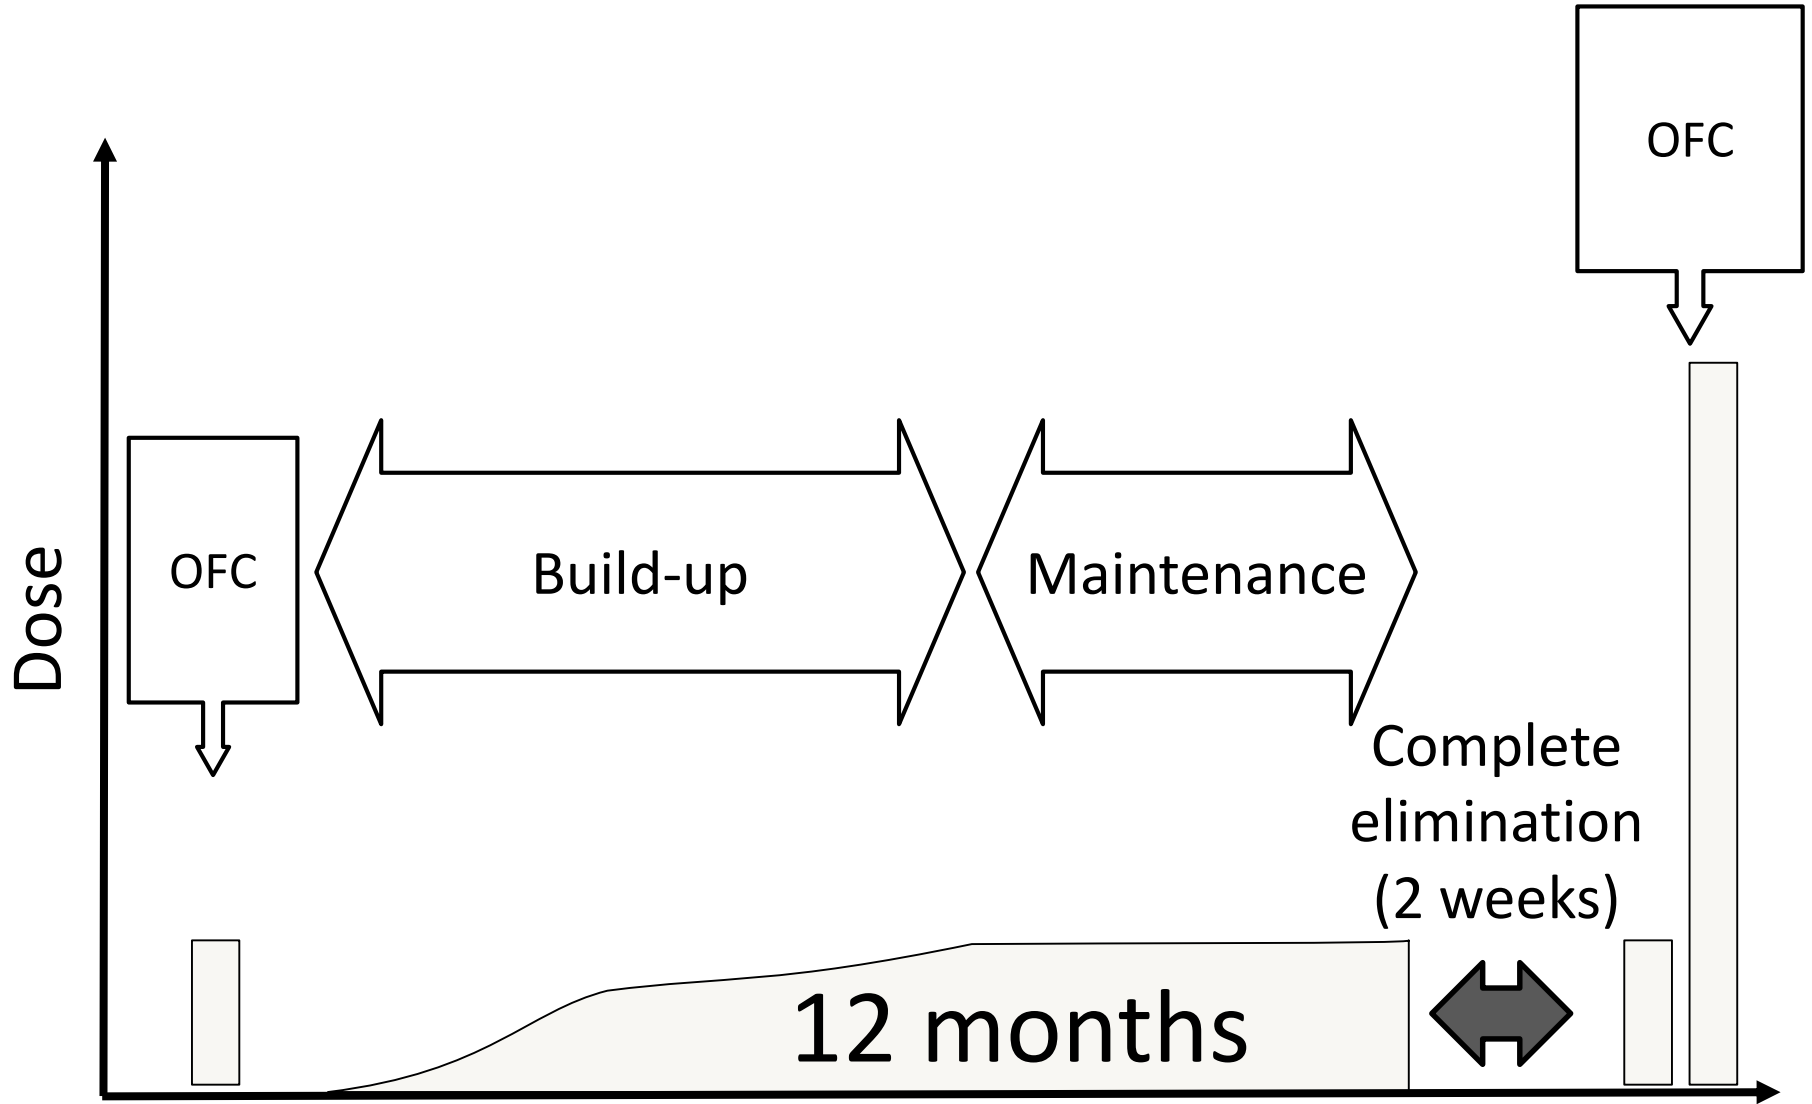 OFC
OFC
Dose
Build-up
Maintenance
Complete
elimination
(2 weeks)
12 months